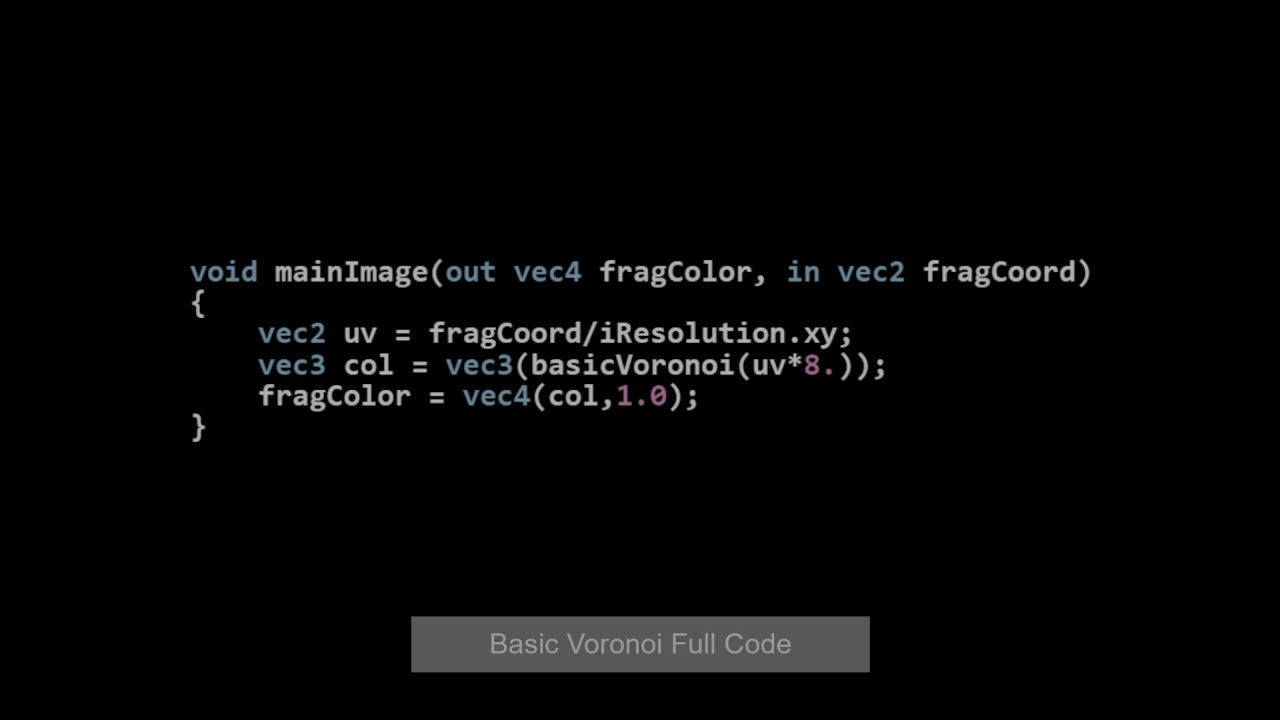 void mainImage(out vec4 fragColor, in vec2 fragCoord)
{
    vec2 uv = fragCoord/iResolution.xy;
    vec3 col = vec3(basicVoronoi(uv*8.));
    fragColor = vec4(col,1.0);
}
Basic Voronoi Full Code